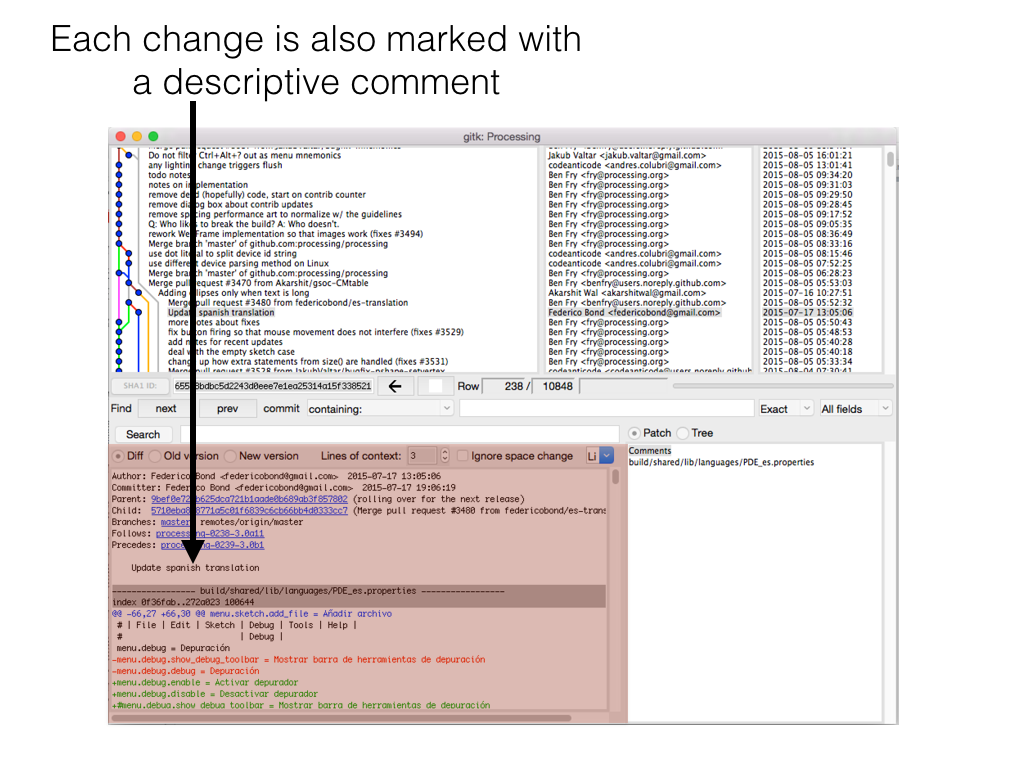 Each change is also marked with
a descriptive comment
gitk: Processing
Do not filter Ctrl+Alt+? out as menu mnemonics
Jakub Valtar <jakub.valtar@gmail.com>
2015-08-05 16:01:21
any lighting change triggers flush
codeanticode <andres.colubri@gmail.com>
2015-08-05 13:01:41
todo notes
Ben Fry <fry@processing.org>
2015-08-05 09:34:20
notes on implementation
Ben Fry <fry@processing.org>
2015-08-05 09:31:03
remove dead (hopefully) code, start on contrib counter
Ben Fry <fry@processing.org>
2015-08-05 09:29:50
remove dialog box about contrib updates
Ben Fry <fry@processing.org>
2015-08-05 09:28:45
remove spacing performance art to normalize w/ the guidelines
Ben Fry <fry@processing.org>
2015-08-05 09:17:52
Q: Who likes to break the build? A: Who doesn't.
Ben Fry <fry@processing.org>
2015-08-05 09:05:35
rework WebFrame implementation so that images work (fixes #3494)
Ben Fry <fry@processing.org>
2015-08-05 08:36:49
Merge branch 'master' of github.com:processing/processing
Ben Fry <fry@processing.org>
2015-08-05 08:33:16
use dot literal to split device id string
codeanticode <andres.colubri@gmail.com>
2015-08-05 08:15:46
use different device parsing method on Linux
codeanticode <andres.colubri@gmail.com>
2015-08-05 07:52:25
Merge branch 'master' of github.com:processing/processing
Ben Fry <fry@processing.org>
2015-08-05 06:28:23
Merge pull request #3470 from Akarshit/gsoc-CMtable
Ben Fry <benfry@users.noreply.github.com>
2015-08-05 05:53:03
Adding elipses only when text is long
Akarshit Wal <akarshitwal@gmail.com>
2015-07-16 10:27:51
Merge pull request #3480 from federicobond/es-translation
Ben Fry <benfry@users.noreply.github.com>
2015-08-05 05:52:32
Update spanish translation
Federico Bond <federicobond@gmail.com>
2015-07-17 13:05:06
more notes about fixes
Ben Fry <fry@processing.org>
2015-08-05 05:50:43
fix button firing so that mouse movement does not interfere (fixes #3529)
Ben Fry <fry@processing.org>
2015-08-05 05:48:53
add notes for recent updates
Ben Fry <fry@processing.org>
2015-08-05 05:40:28
deal with the empty sketch case
Ben Fry <fry@processing.org>
2015-08-05 05:40:18
change up how extra statements from size() are handled (fixes #3531)
Ben Fry <fry@processing.org>
2015-08-05 05:33:34
Merge pull request #3528 from JakubValtar/bugfix-pshape-setvertex
codeanticode <codeanticode@users.noreply.github
2015-08-04 07:30:41
SHA1 ID:
Row 238 / 10848
Find next prev commit containing: Exact All fields
Search
Patch Tree
Diff Old version New version Lines of context: 3 Ignore space change Li
Comments
build/shared/lib/languages/PDE_es.properties
Author: Federico Bond <federicobond@gmail.com> 2015-07-17 13:05:06
Committer: Federico Bond <federicobond@gmail.com> 2015-07-17 19:06:19
Parent: (rolling over for the next release)
Child: (Merge pull request #3480 from federicobond/es-trans
Branches: master, remotes/origin/master
Follows: processing-0238-3.0a11
Precedes: processing-0239-3.0b1
Update spanish translation
---------------- build/shared/lib/languages/PDE_es.properties ----------------
index 0f36fab..272a023 100644
@@ -66,27 +66,30 @@ menu.sketch.add_file = Añadir archivo
# | File | Edit | Sketch | Debug | Tools | Help |
# | Debug |
menu.debug = Depuración
-menu.debug.show_debug_toolbar = Mostrar barra de herramientas de depuración
-menu.debug.debug = Depuración
+menu.debug.enable = Activar depurador
+menu.debug.disable = Desactivar depurador
+#menu.debug.show_debug_toolbar = Mostrar barra de herramientas de depuración